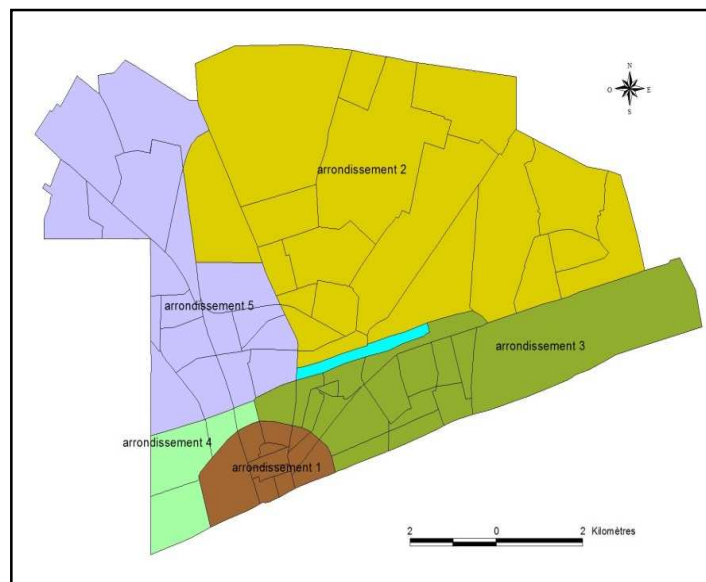 N
O E
S
arrondissement 2
arrondissement 5
arrondissement 3
arrondissement 4
arrondissement 1
2 0 2 Kilomètres